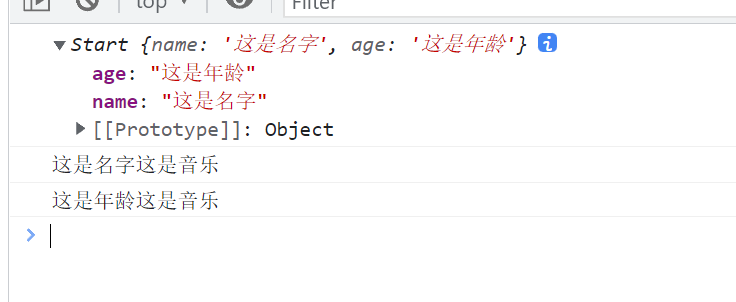 top Filter
Start {name: '这是名字', age: '这是年龄'} i
age: "这是年龄"
name: "这是名字"
[[Prototype]]: Object
这是名字这是音乐
这是年龄这是音乐